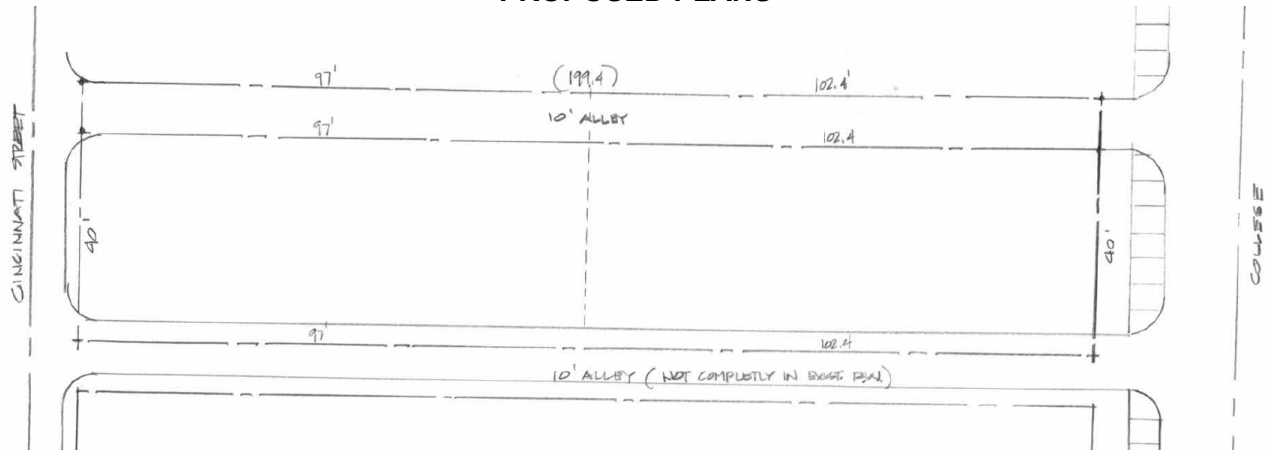 PROPOSED PLANS
97'
(199.4)
102.4'
10' ALLEY
97'
102.4
CINCINNATI STREET
40'
40'
COLLEGE
97'
102.4
10' ALLEY (NOT COMPLETLY IN EXIST. R.W.)